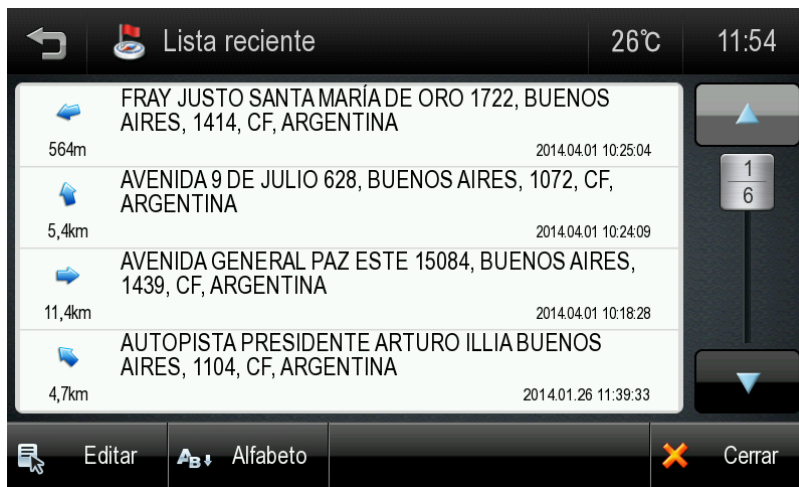 Lista reciente 26℃ 11:54
FRAY JUSTO SANTA MARÍA DE ORO 1722, BUENOS
AIRES, 1414, CF, ARGENTINA
564m 2014.04.01 10:25:04
AVENIDA 9 DE JULIO 628, BUENOS AIRES, 1072, CF,
ARGENTINA
5,4km 2014.04.01 10:24:09
AVENIDA GENERAL PAZ ESTE 15084, BUENOS AIRES,
1439, CF, ARGENTINA
11,4km 2014.04.01 10:18:28
AUTOPISTA PRESIDENTE ARTURO ILLIA BUENOS
AIRES, 1104, CF, ARGENTINA
4,7km 2014.01.26 11:39:33
1
6
Editar AB Alfabeto Cerrar